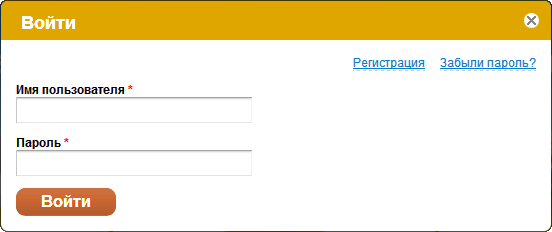 Войти
Регистрация Забыли пароль?
Имя пользователя *
Пароль *
Войти